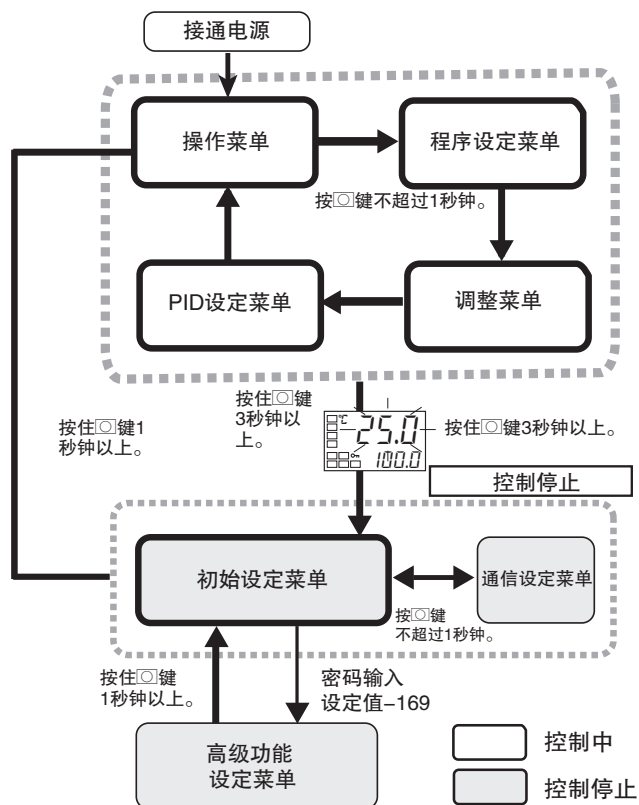 接通电源
操作菜单
程序设定菜单
按○键不超过1秒钟。
PID设定菜单
调整菜单
按住○键1
秒钟以上。
按住○键
3秒钟以
上。
℃
25.0
100.0
按住○键3秒钟以上。
控制停止
初始设定菜单
通信设定菜单
按○键
不超过1秒钟。
按住○键
1秒钟以上。
密码输入
设定值–169
高级功能
设定菜单
控制中
控制停止